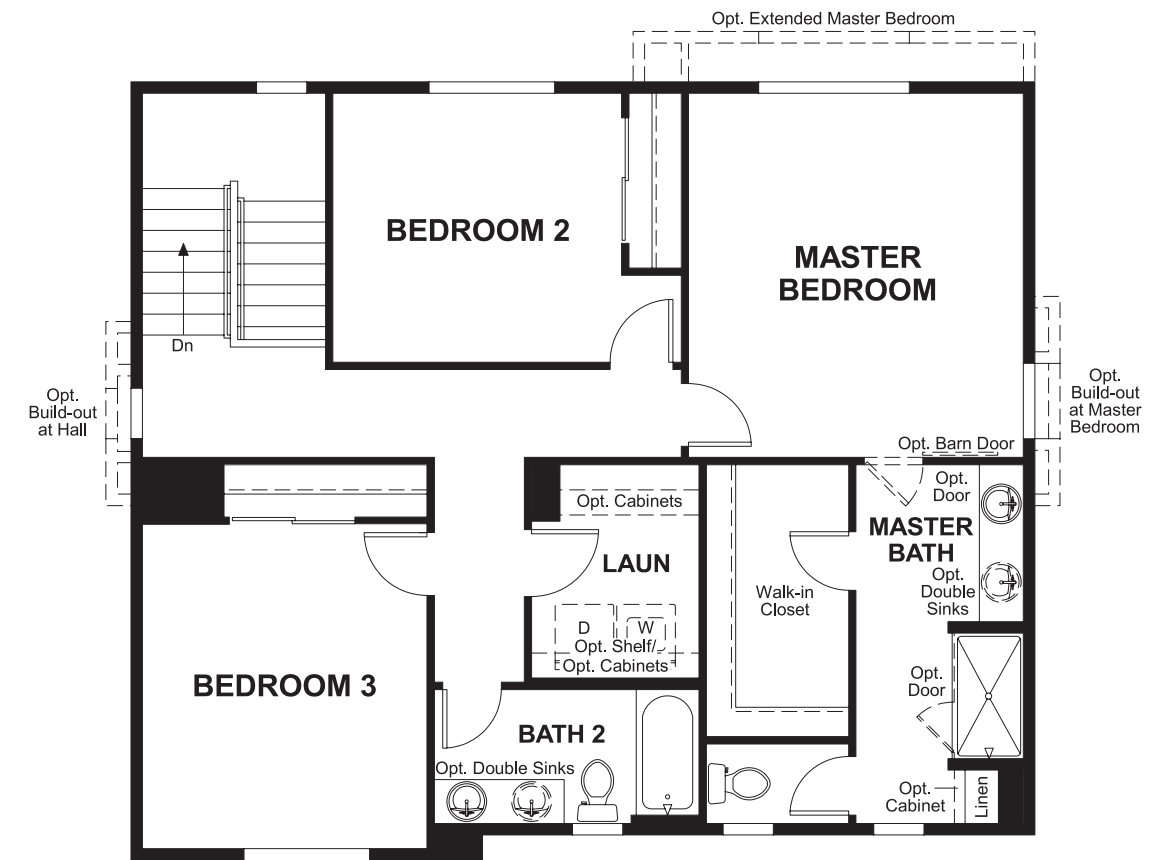 Opt. Extended Master Bedroom
BEDROOM 2
MASTER
BEDROOM
Dn
Opt.
Build-out
at Hall
Opt.
Build-out
at Master
Bedroom
Opt. Barn Door
Opt. Cabinets
Opt.
Door
MASTER
BATH
LAUN
Opt.
Double
Sinks
Walk-in
Closet
D
W
Opt. Shelf/
Opt. Cabinets
BEDROOM 3
Opt.
Door
BATH 2
Opt. Double Sinks
Opt.
Cabinet
Linen